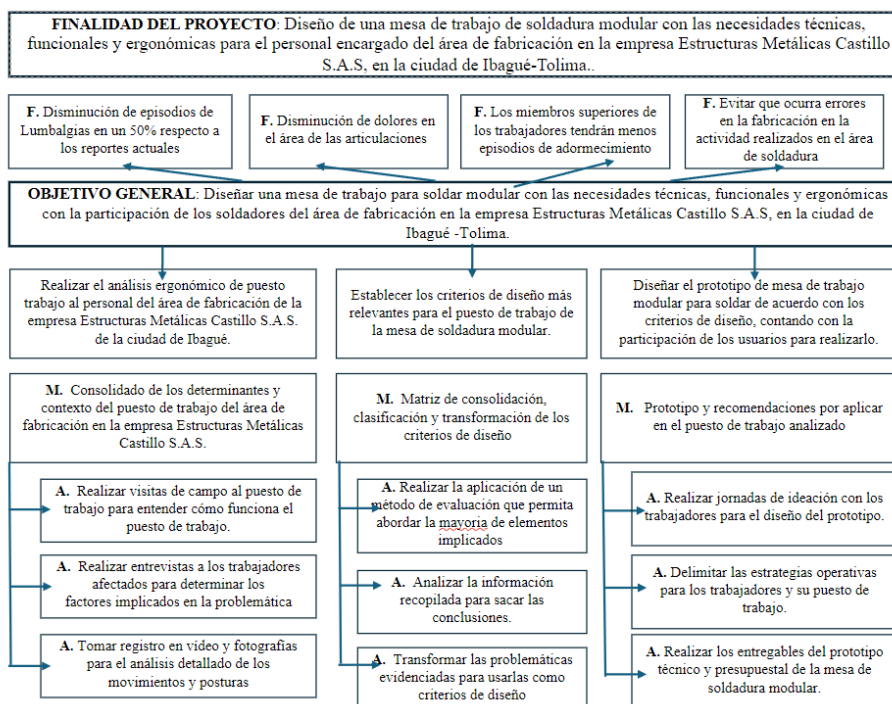 FINALIDAD DEL PROYECTO: Diseño de una mesa de trabajo de soldadura modular con las necesidades técnicas,
funcionales y ergonómicas para el personal encargado del área de fabricación en la empresa Estructuras Metálicas Castillo
S.A.S, en la ciudad de Ibagué-Tolima..
F. Disminución de episodios de
Lumbalgias en un 50% respecto a
los reportes actuales
F. Disminución de dolores en
el área de las articulaciones
F. Los miembros superiores de
los trabajadores tendrán menos
episodios de adormecimiento
F. Evitar que ocurra errores
en la fabricación en la
actividad realizados en el área
de soldadura
OBJETIVO GENERAL: Diseñar una mesa de trabajo para soldar modular con las necesidades técnicas, funcionales y ergonómicas
con la participación de los soldadores del área de fabricación en la empresa Estructuras Metálicas Castillo S.A.S, en la ciudad de
Ibagué -Tolima.
Realizar el análisis ergonómico de puesto
trabajo al personal del área de fabricación de la
empresa Estructuras Metálicas Castillo S.A.S.
de la ciudad de Ibagué.
Establecer los criterios de diseño más
relevantes para el puesto de trabajo de
la mesa de soldadura modular.
Diseñar el prototipo de mesa de trabajo
modular para soldar de acuerdo con los
criterios de diseño, contando con la
participación de los usuarios para realizarlo.
M. Consolidado de los determinantes y
contexto del puesto de trabajo del área de
fabricación en la empresa Estructuras Metálicas
Castillo S.A.S.
M. Matriz de consolidación,
clasificación y transformación de los
criterios de diseño
M. Prototipo y recomendaciones por aplicar
en el puesto de trabajo analizado
A. Realizar visitas de campo al puesto de
trabajo para entender cómo funciona el
puesto de trabajo.
A. Realizar la aplicación de un
método de evaluación que permita
abordar la mayoria de elementos
implicados
A. Realizar jornadas de ideación con los
trabajadores para el diseño del prototipo.
A. Realizar entrevistas a los trabajadores
afectados para determinar los
factores implicados en la problemática
A. Analizar la información
recopilada para sacar las
conclusiones.
A. Delimitar las estrategias operativas
para los trabajadores y su puesto de
trabajo.
A. Tomar registro en vídeo y fotografías
para el análisis detallado de los
movimientos y posturas
A. Transformar las problemáticas
evidenciadas para usarlas como
criterios de diseño
A. Realizar los entregables del prototipo
técnico y presupuestal de la mesa de
soldadura modular.